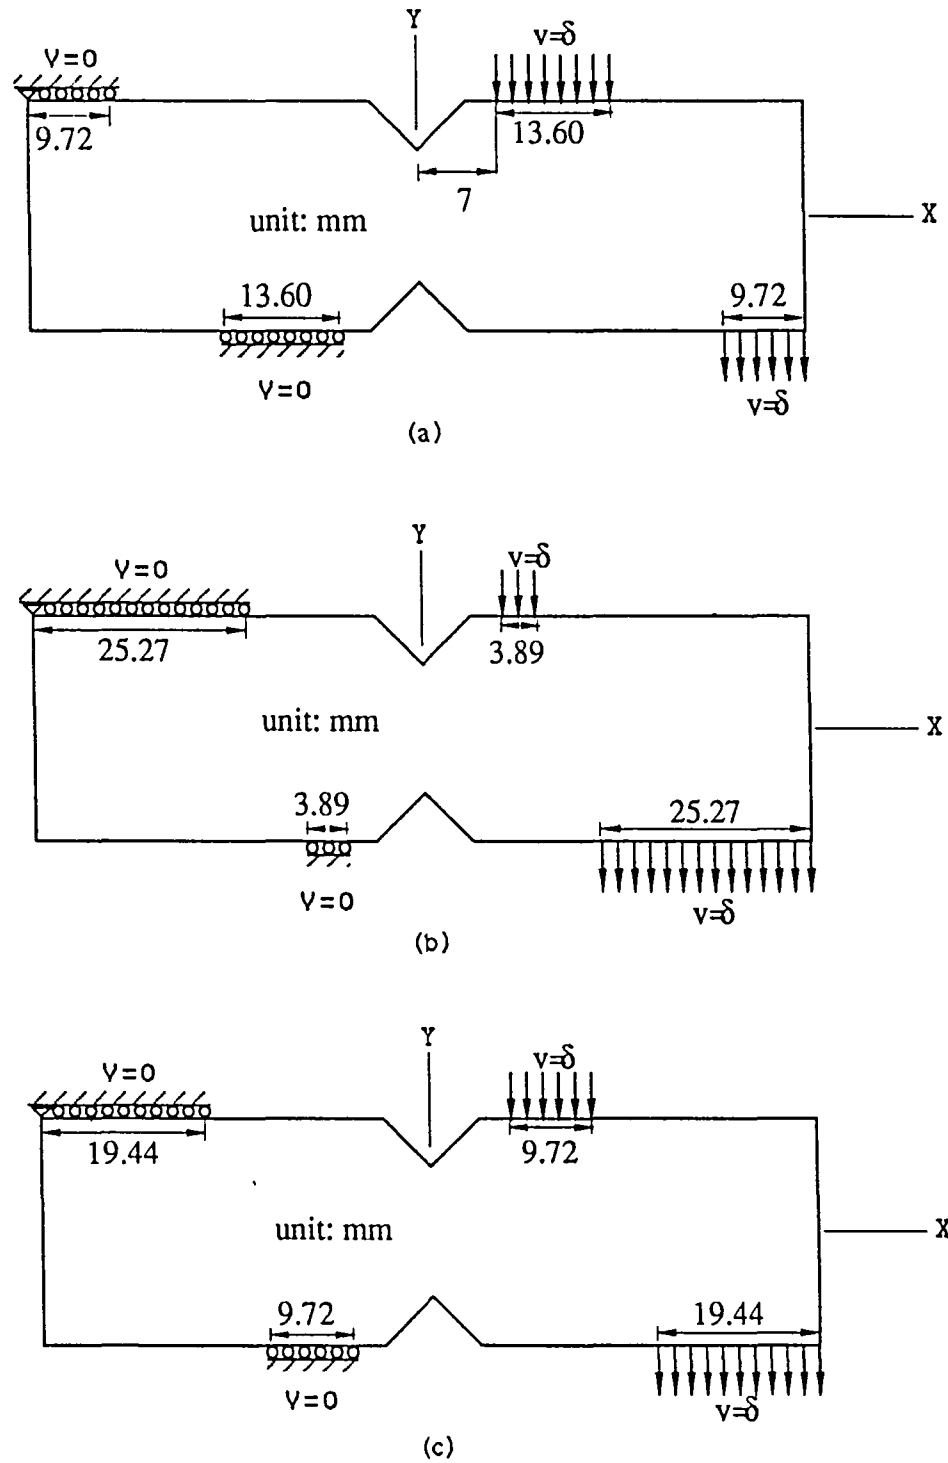 Y
v=δ
V=0
9.72
13.60
7
unit: mm
X
13.60
9.72
V=0
v=δ
(a)
Y
V=0
v=δ
25.27
3.89
unit: mm
X
3.89
25.27
V=0
v=δ
(b)
Y
V=0
v=δ
19.44
9.72
unit: mm
X
9.72
19.44
V=0
v=δ
(c)